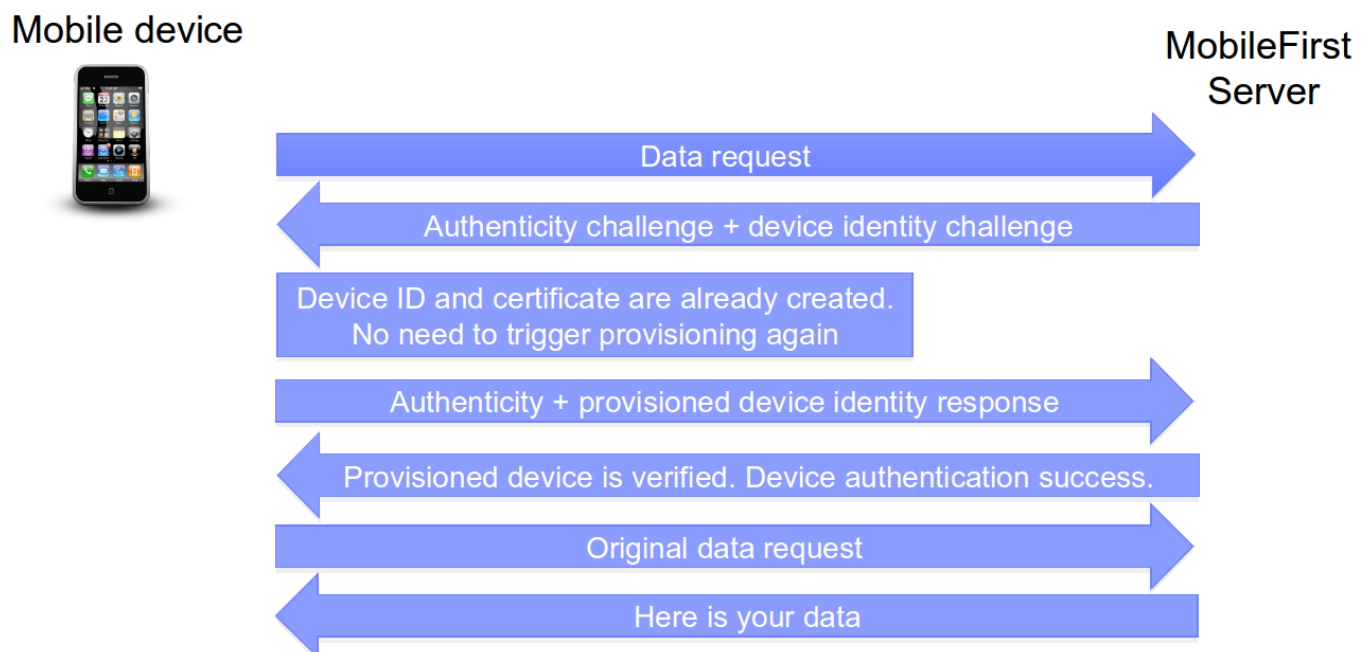 Mobile device
MobileFirst
Server
Data request
Authenticity challenge + device identity challenge
Device ID and certificate are already created.
No need to trigger provisioning again
Authenticity + provisioned device identity response
Provisioned device is verified. Device authentication success.
Original data request
Here is your data